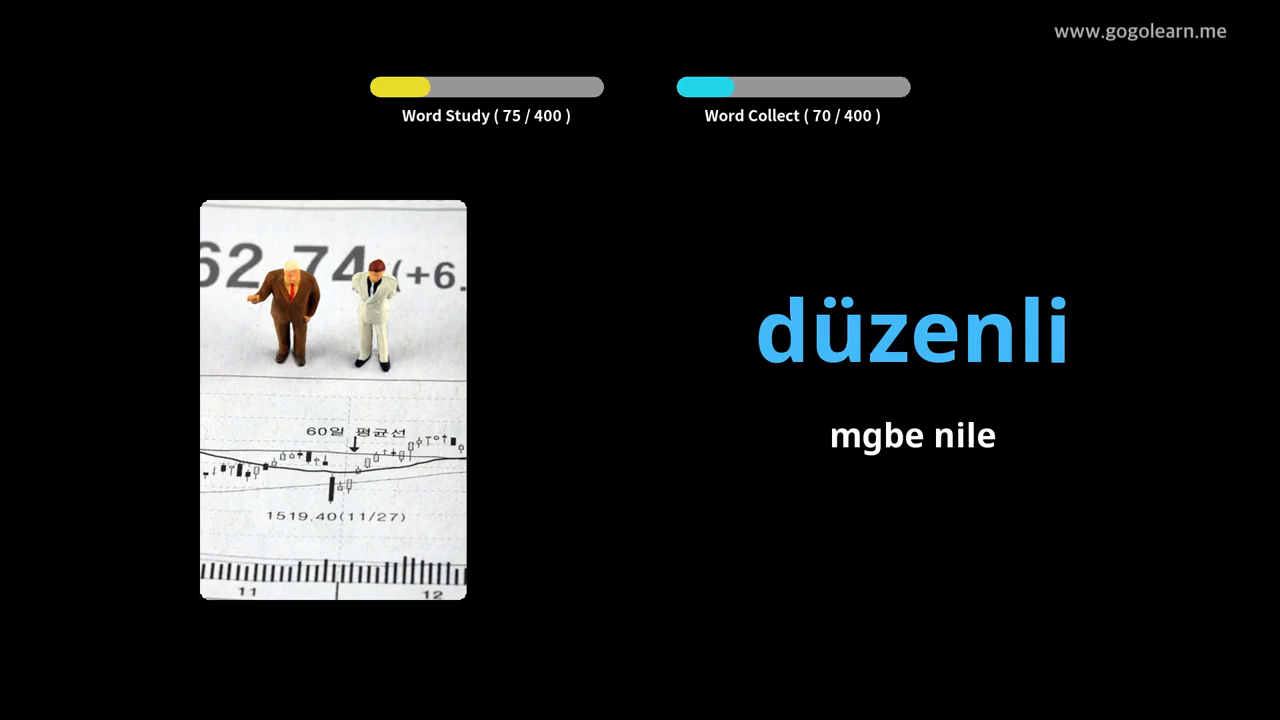 www.gogolearn.me
Word Study ( 75 / 400 )
Word Collect ( 70 / 400 )
62.74 (+6.
60일 평균선
1519.40(11/27)
11
12
düzenli
mgbe nile